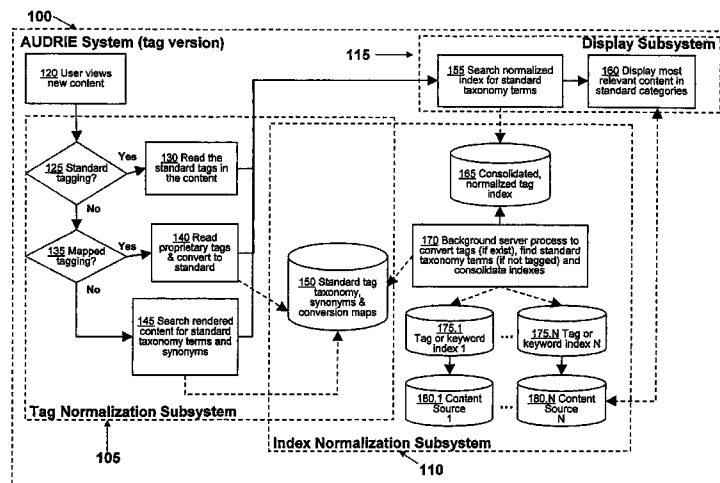 100
AUDRIE System (tag version)
115
Display Subsystem
120 User views
new content
155 Search normalized
index for standard
taxonomy terms
160 Display most
relevant content in
standard categories
125 Standard
tagging?
Yes
130 Read the
standard tags in
the content
165 Consolidated,
normalized tag
index
No
135 Mapped
tagging?
Yes
140 Read
proprietary tags
& convert to
standard
150 Standard tag
taxonomy,
synonyms &
conversion maps
170 Background server process to
convert tags (if exist), find standard
taxonomy terms (if not tagged) and
consolidate indexes
No
145 Search rendered
content for standard
taxonomy terms and
synonyms
175.1
Tag or keyword
index 1
...
175.N Tag or
keyword index N
180.1 Content
Source
1
...
180.N Content
Source
N
Tag Normalization Subsystem
105
Index Normalization Subsystem
110